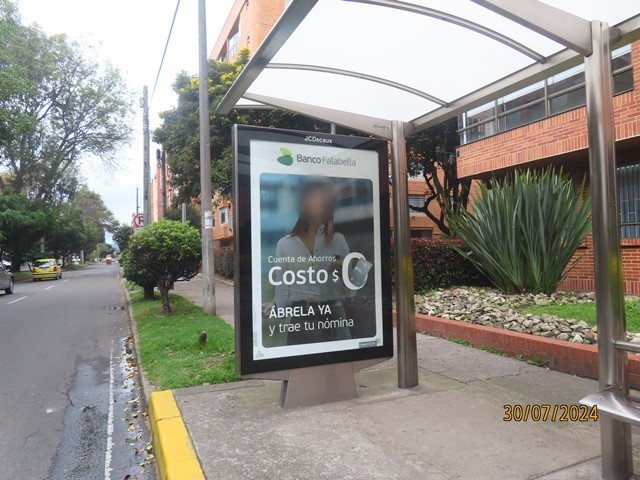 JCDecaux
Banco Falabella
Cuenta de Ahorros
Costo $0
ÁBRELA YA
y trae tu nómina
30/07/2024